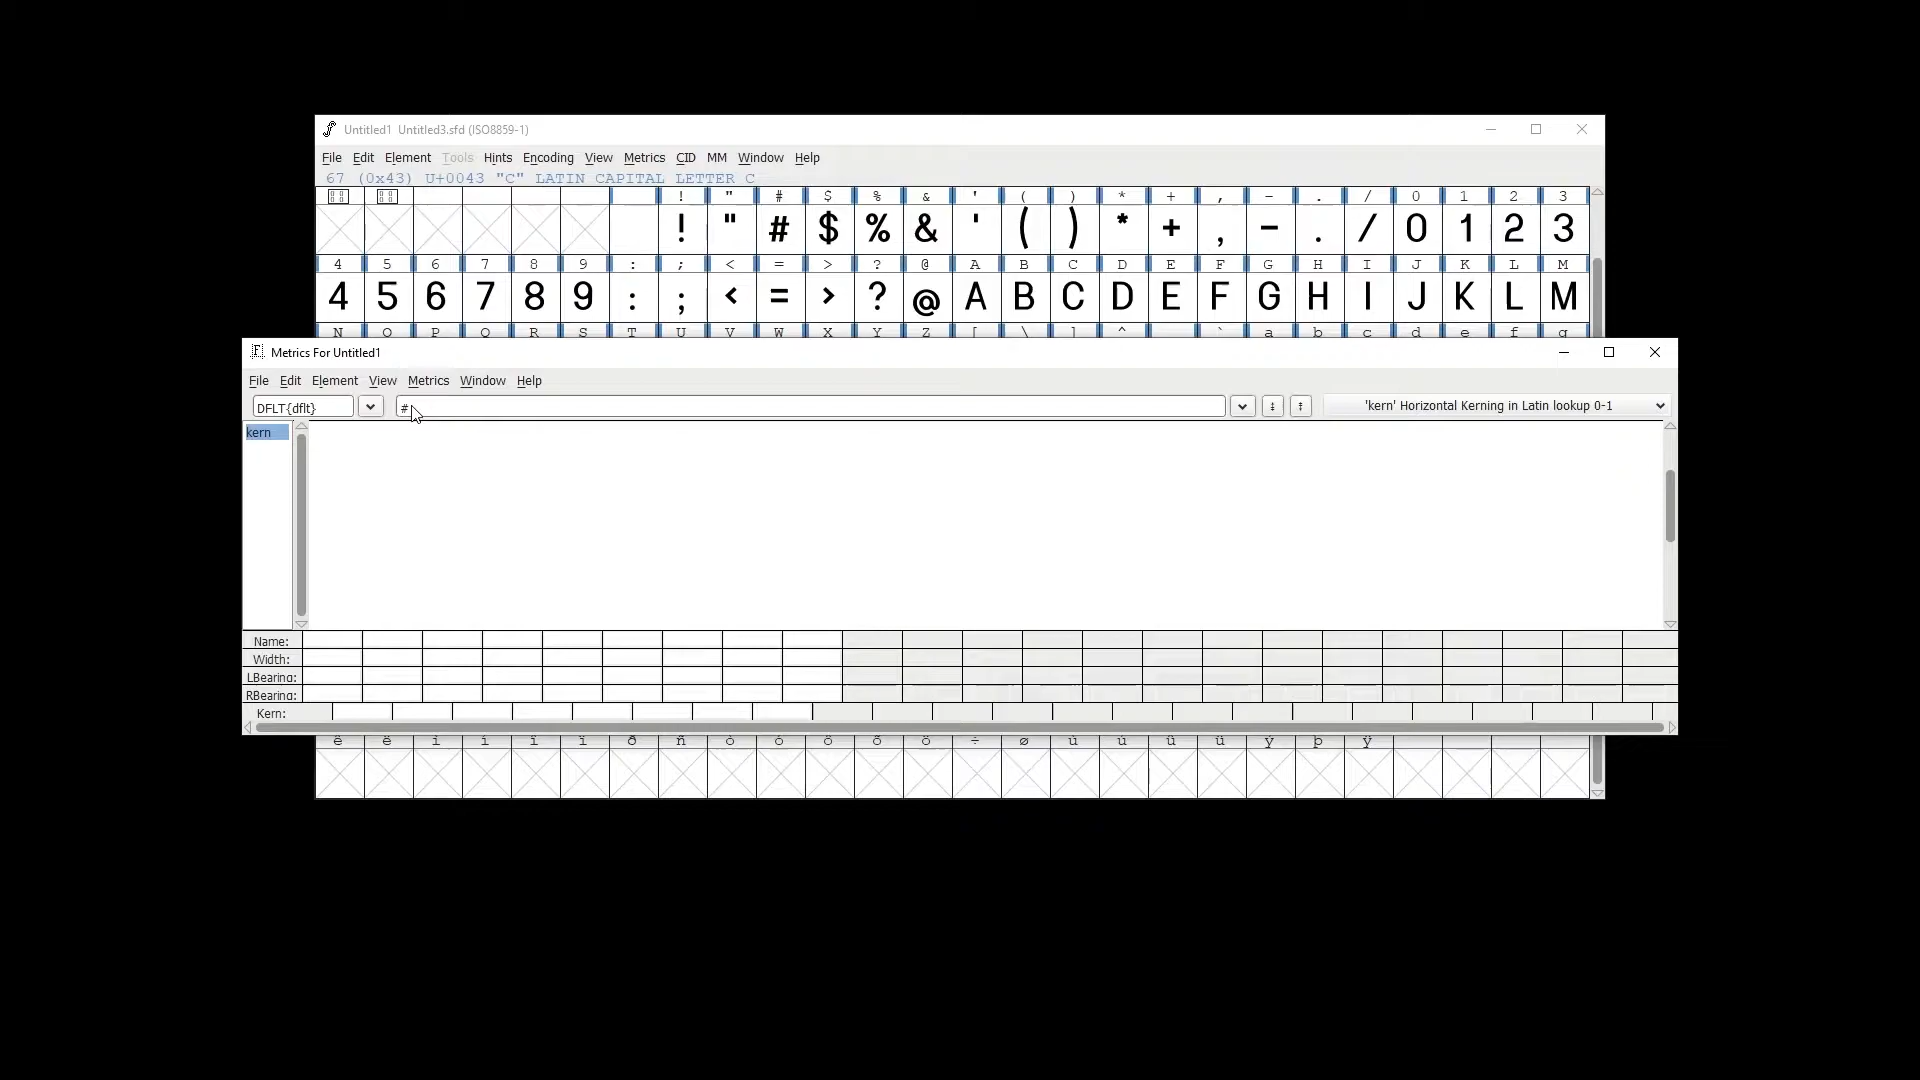 Untitled1 Untitled3.sfd (ISO8859-1)
File Edit Element Tools Hints Encoding View Metrics CID MM Window Help
67 (0x43) U+0043 "C" LATIN CAPITAL LETTER C
! " # $ % & ' ( ) * + , - . / 0 1 2 3
! " # $ % & ' ( ) * + , - . / 0 1 2 3
4 5 6 7 8 9 : ; < = > ? @ A B C D E F G H I J K L M
4 5 6 7 8 9 : ; < = > ? @ A B C D E F G H I J K L M
N O P Q R S T U V W X Y Z [ \ ] ^ ` a b c d e f g
Metrics For Untitled1
File Edit Element View Metrics Window Help
DFLT{dflt} # 'kern' Horizontal Kerning in Latin lookup 0-1
kern
Name:
Width:
LBearing:
RBearing:
Kern: